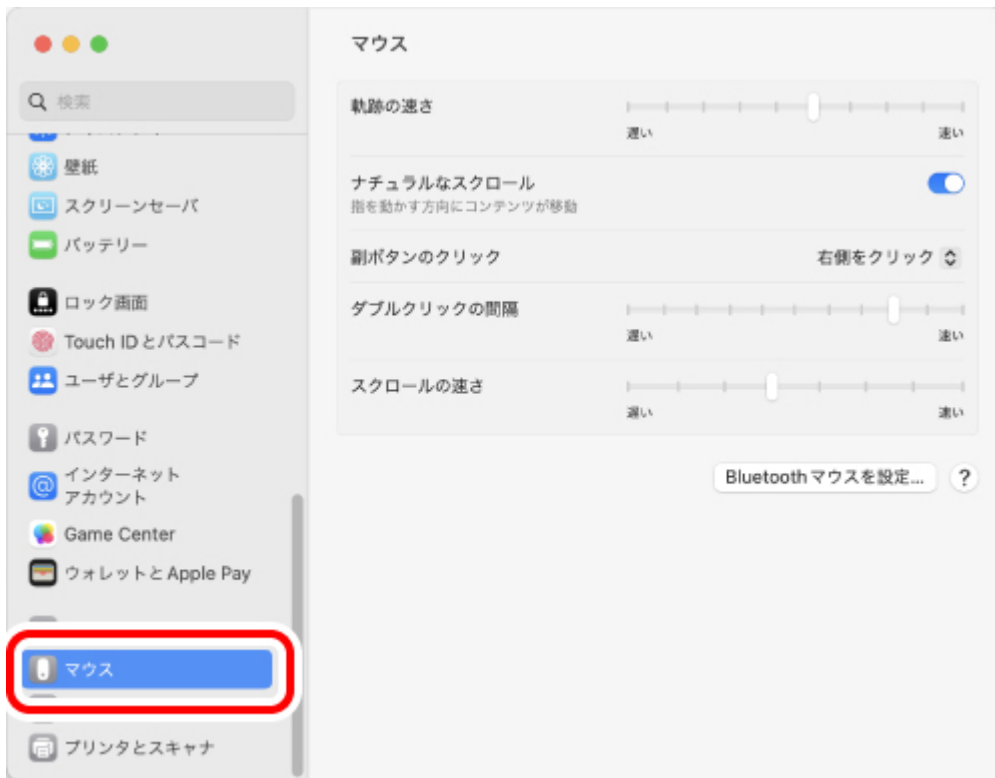 マウス
検索
壁紙
スクリーンセーバ
バッテリー
ロック画面
Touch IDとパスコード
ユーザとグループ
パスワード
インターネット
アカウント
Game Center
ウォレットとApple Pay
マウス
プリンタとスキャナ
軌跡の速さ
遅い 速い
ナチュラルなスクロール
指を動かす方向にコンテンツが移動
副ボタンのクリック 右側をクリック
ダブルクリックの間隔
遅い 速い
スクロールの速さ
遅い 速い
Bluetoothマウスを設定... ?